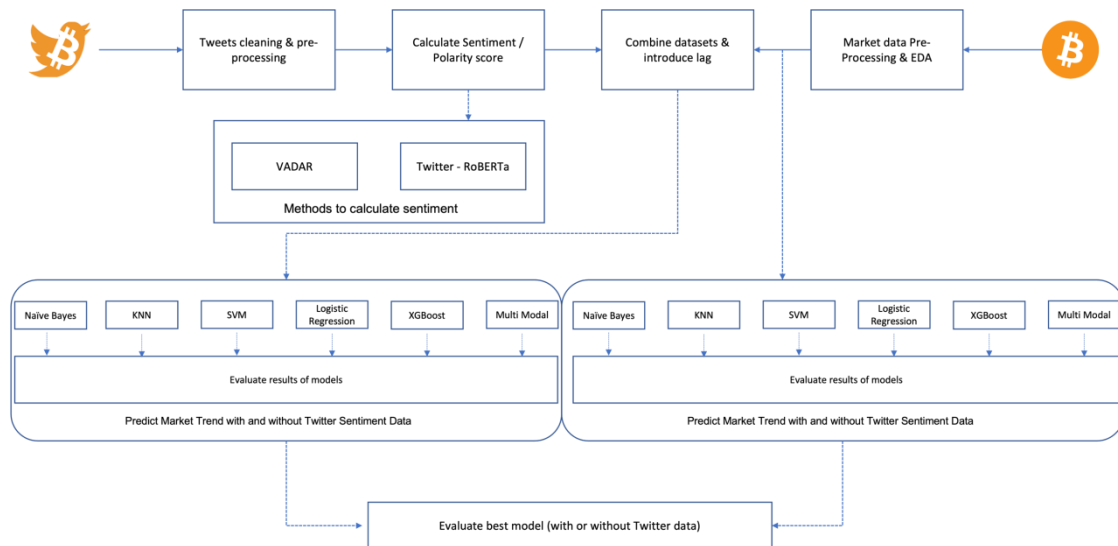 Tweets cleaning & pre-
processing
Calculate Sentiment /
Polarity score
Combine datasets &
introduce lag
Market data Pre-
Processing & EDA
VADAR
Twitter - RoBERTa
Methods to calculate sentiment
Naïve Bayes
KNN
SVM
Logistic
Regression
XGBoost
Multi Modal
Evaluate results of models
Predict Market Trend with and without Twitter Sentiment Data
Naïve Bayes
KNN
SVM
Logistic
Regression
XGBoost
Multi Modal
Evaluate results of models
Predict Market Trend with and without Twitter Sentiment Data
Evaluate best model (with or without Twitter data)